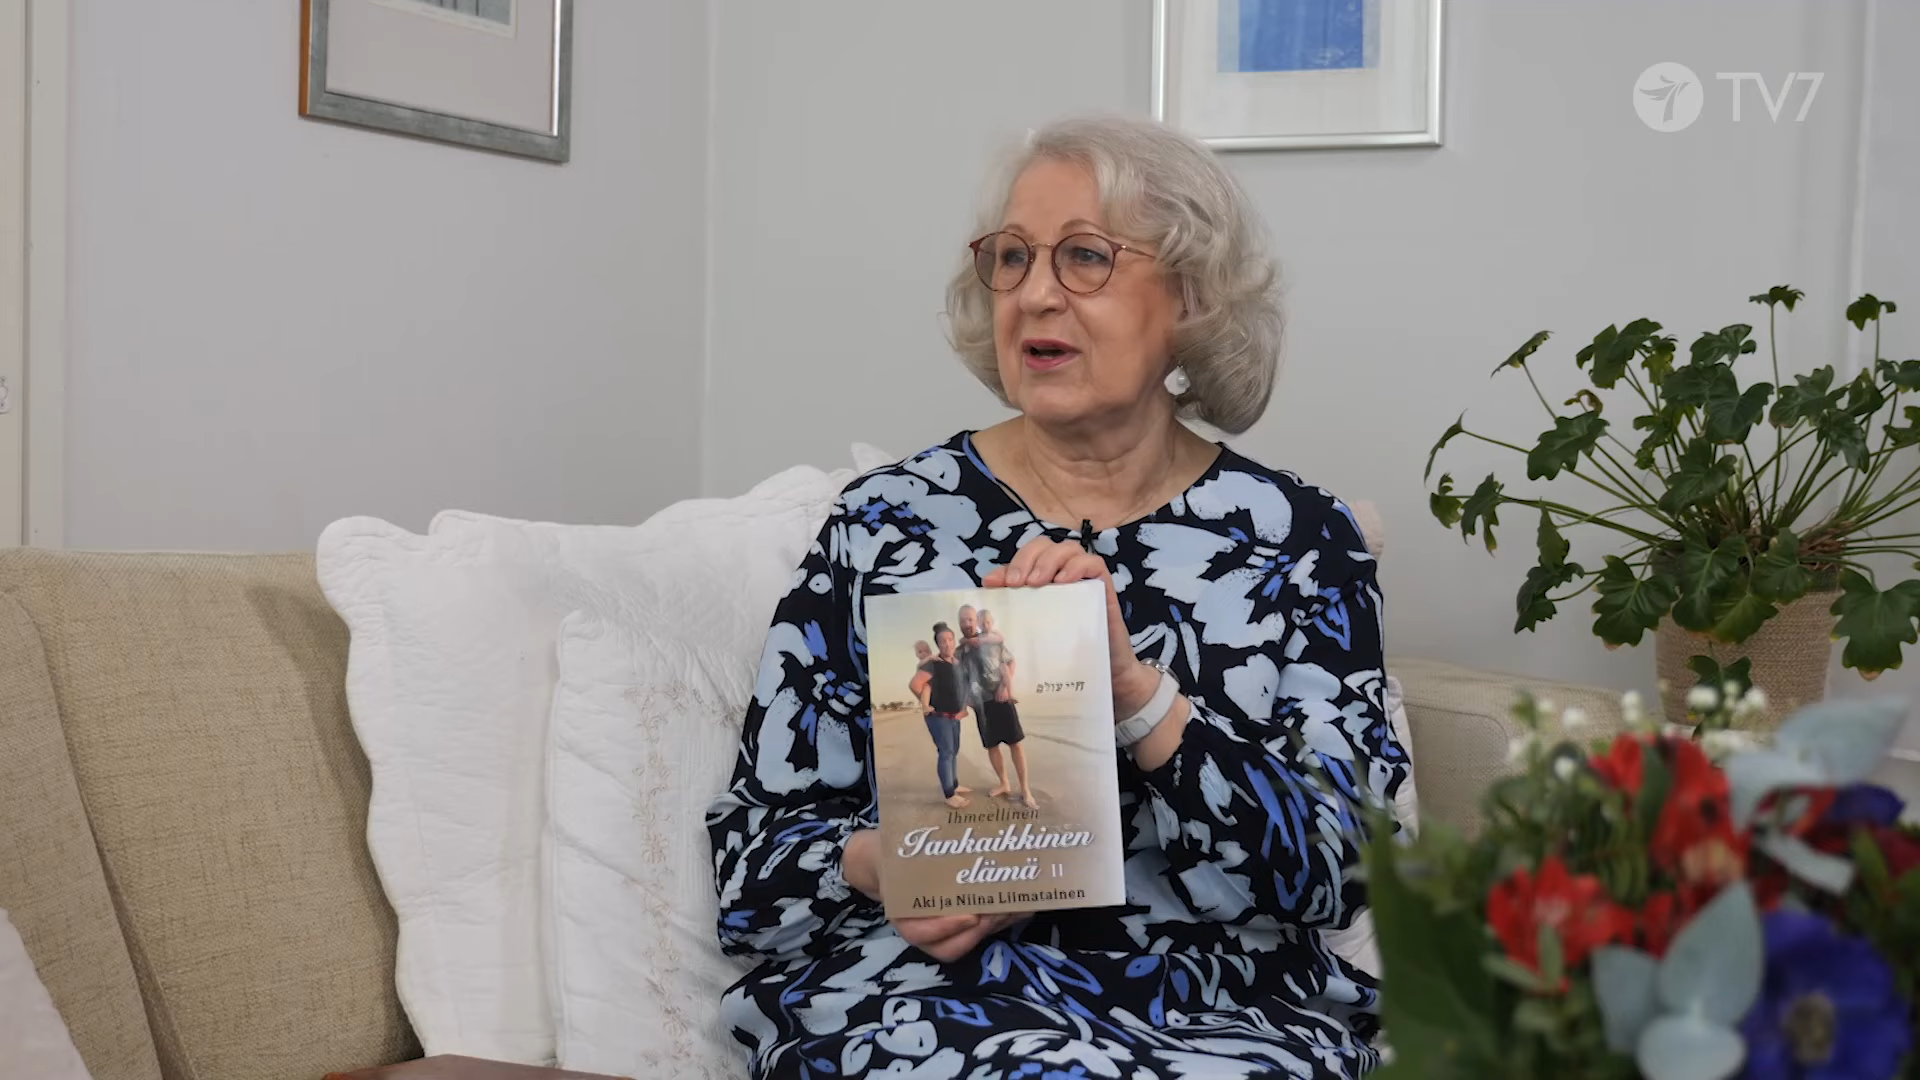 TV7
חיי עולם
Ihmeellinen
Iankaikkinen
elämä II
Aki ja Niina Liimatainen